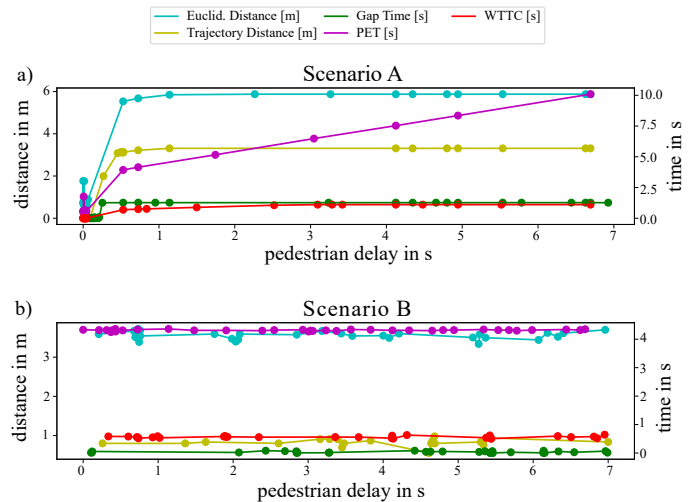 Euclid. Distance [m] Gap Time [s] WTTC [s]
Trajectory Distance [m] PET [s]
a) Scenario A
distance in m
6
4
2
0
10.0
7.5
5.0
2.5
0.0
time in s
0 1 2 3 4 5 6 7
pedestrian delay in s
b) Scenario B
distance in m
3
2
1
4
3
2
1
0
time in s
0 1 2 3 4 5 6 7
pedestrian delay in s